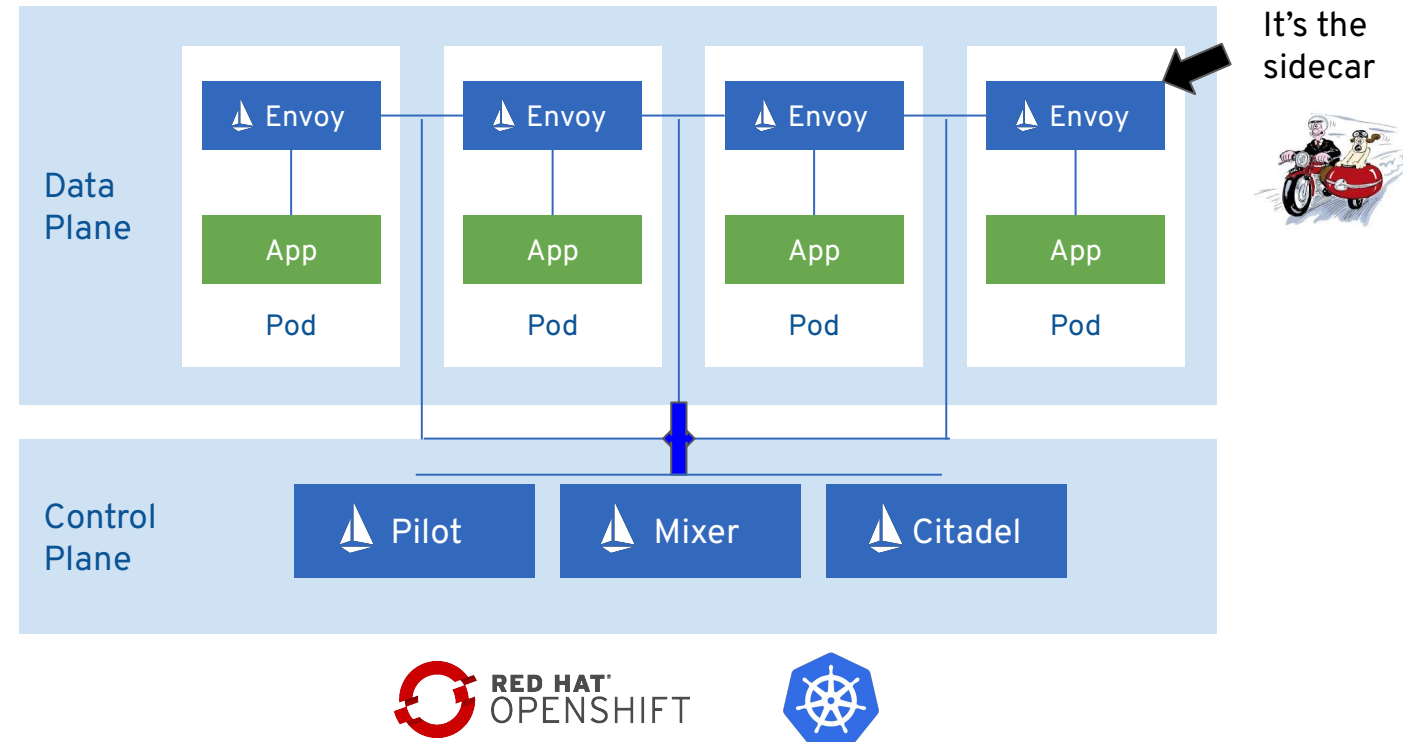 It's the
sidecar
Envoy Envoy Envoy Envoy
Data
Plane
App App App App
Pod Pod Pod Pod
Control
Plane
Pilot Mixer Citadel
RED HAT®
OPENSHIFT